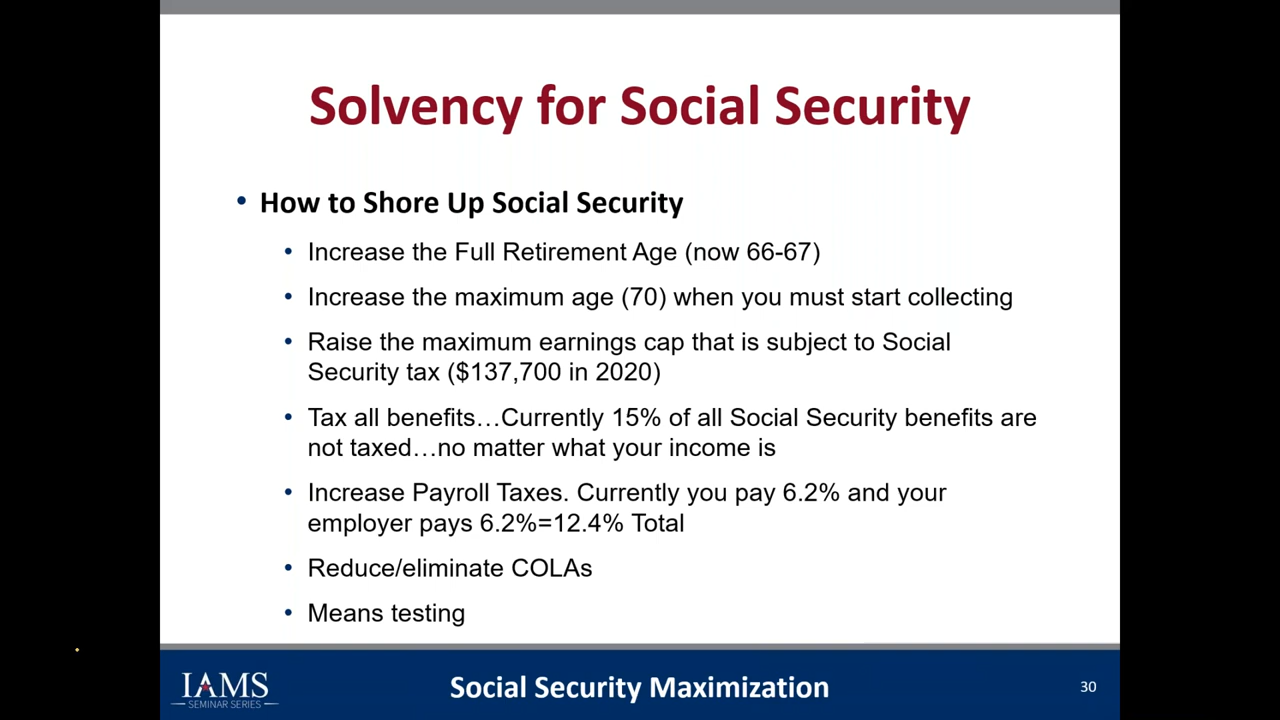 Solvency for Social Security
• How to Shore Up Social Security
• Increase the Full Retirement Age (now 66-67)
• Increase the maximum age (70) when you must start collecting
• Raise the maximum earnings cap that is subject to Social
Security tax ($137,700 in 2020)
• Tax all benefits…Currently 15% of all Social Security benefits are
not taxed…no matter what your income is
• Increase Payroll Taxes. Currently you pay 6.2% and your
employer pays 6.2%=12.4% Total
• Reduce/eliminate COLAs
• Means testing
IAMS
SEMINAR SERIES
Social Security Maximization
30